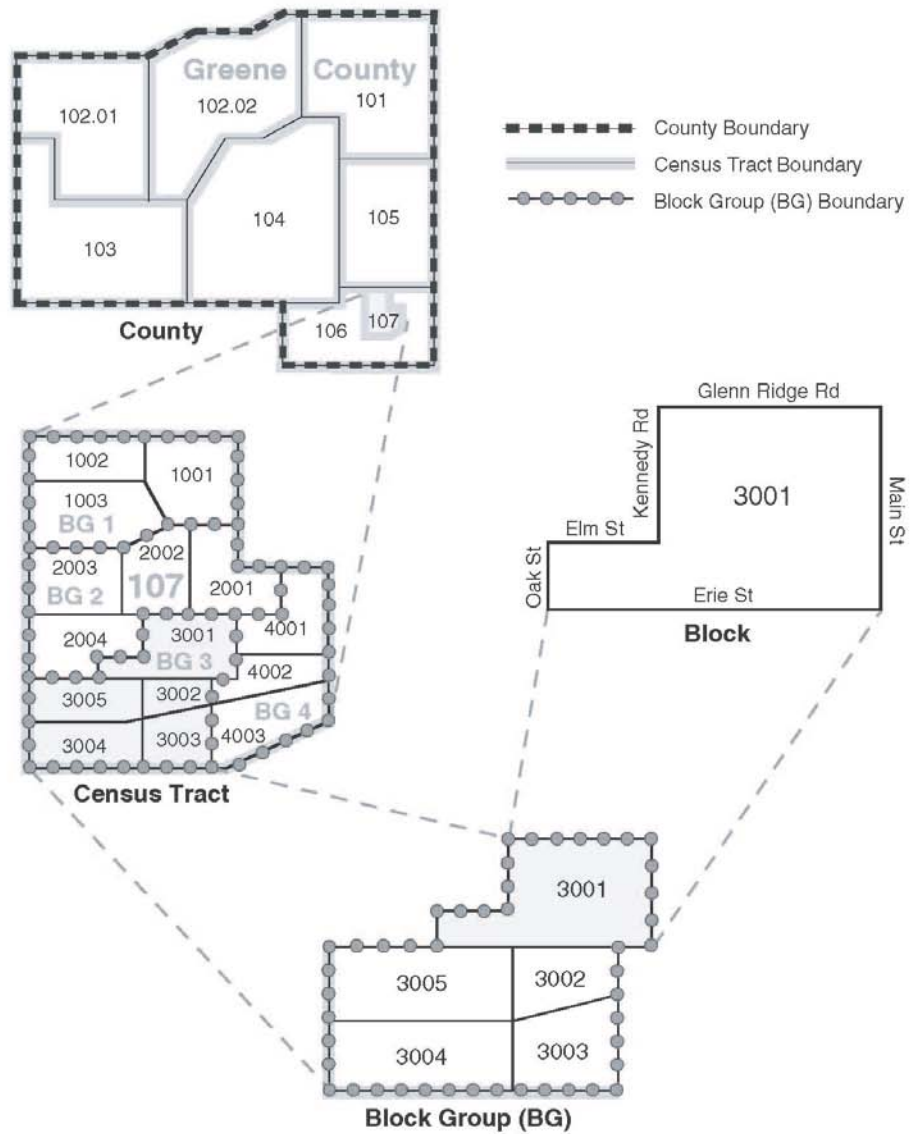 Greene County
102.01
102.02
101
103
104
105
106
107
County
County Boundary
Census Tract Boundary
Block Group (BG) Boundary
1002
1001
1003
BG 1
2002
2003
107
BG 2
2001
2004
3001
4001
BG 3
4002
3005
3002
BG 4
3004
3003
4003
Census Tract
Glenn Ridge Rd
Kennedy Rd
3001
Main St
Elm St
Oak St
Erie St
Block
3001
3005
3002
3004
3003
Block Group (BG)